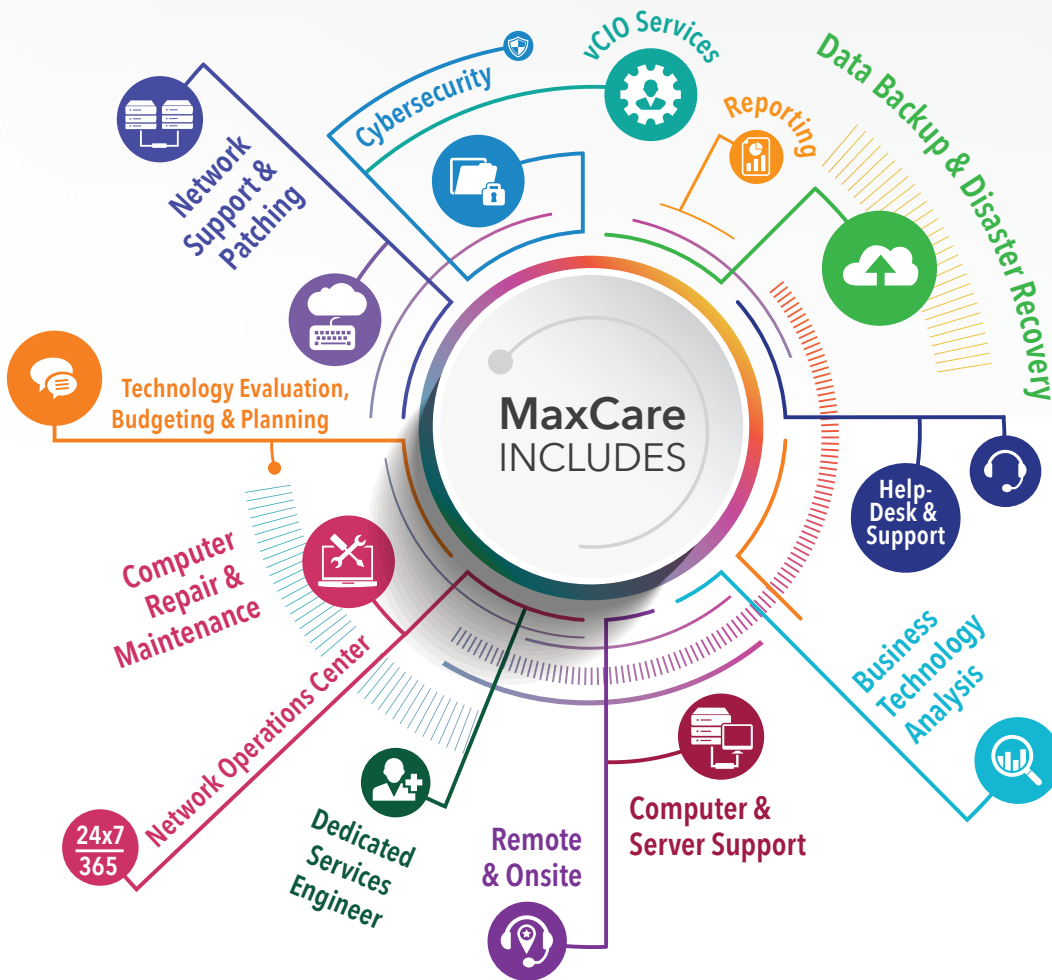 MaxCare
INCLUDES
Cybersecurity
vCIO Services
Reporting
Data Backup & Disaster Recovery
Help-
Desk &
Support
Business
Technology
Analysis
Computer &
Server Support
Remote
& Onsite
Dedicated
Services
Engineer
Network Operations Center
24x7
365
Computer
Repair &
Maintenance
Technology Evaluation,
Budgeting & Planning
Network
Support &
Patching